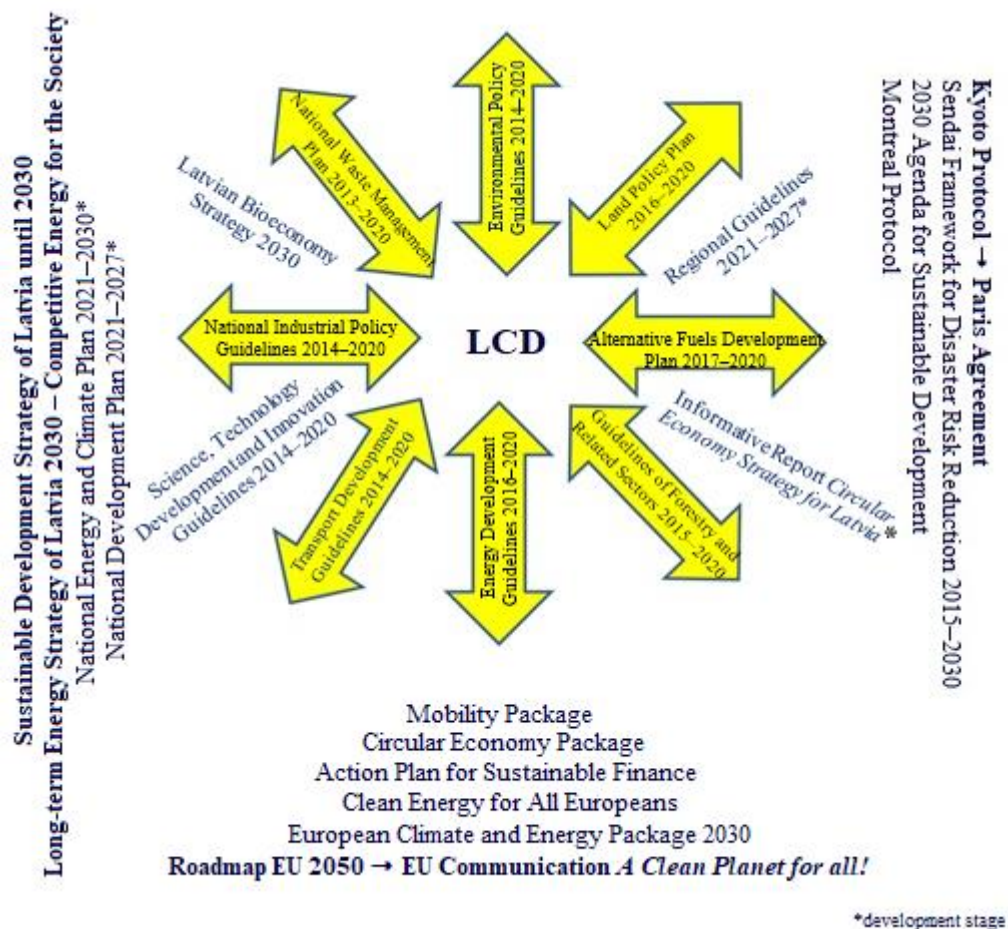 Sustainable Development Strategy of Latvia until 2030
Long-term Energy Strategy of Latvia 2030 – Competitive Energy for the Society
National Energy and Climate Plan 2021–2030*
National Development Plan 2021–2027*
National Waste Management
Plan 2013–2020
Environmental Policy
Guidelines 2014–2020
Land Policy Plan
2016–2020
Latvian Bioeconomy
Strategy 2030
Regional Guidelines
2021–2027*
National Industrial Policy
Guidelines 2014–2020
LCD
Alternative Fuels Development
Plan 2017–2020
Science, Technology
Development and Innovation
Guidelines 2014–2020
Transport Development
Guidelines 2014–2020
Energy Development
Guidelines 2016–2020
Guidelines of Forestry and
Related Sectors 2015–2020
Informative Report Circular
Economy Strategy for Latvia*
Kyoto Protocol → Paris Agreement
Sendai Framework for Disaster Risk Reduction 2015–2030
2030 Agenda for Sustainable Development
Montreal Protocol
Mobility Package
Circular Economy Package
Action Plan for Sustainable Finance
Clean Energy for All Europeans
European Climate and Energy Package 2030
Roadmap EU 2050 → EU Communication A Clean Planet for all!
*development stage